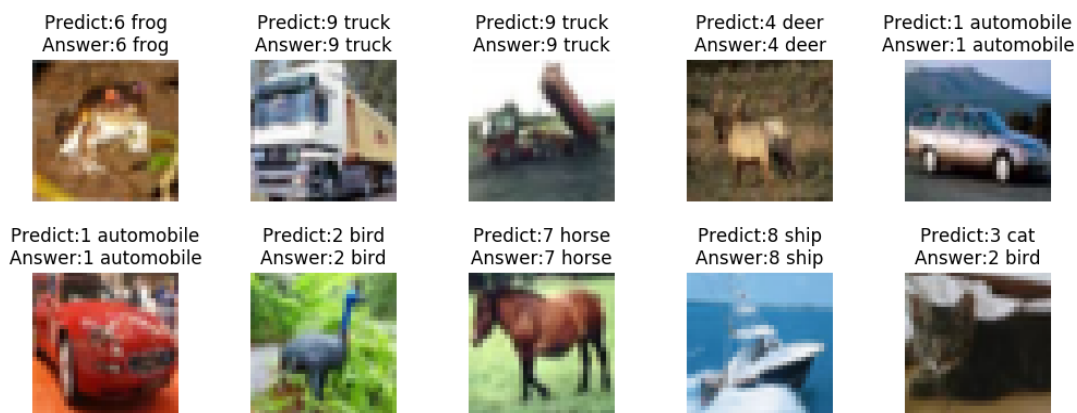 Predict:6 frog
Answer:6 frog
Predict:9 truck
Answer:9 truck
Predict:9 truck
Answer:9 truck
Predict:4 deer
Answer:4 deer
Predict:1 automobile
Answer:1 automobile
Predict:1 automobile
Answer:1 automobile
Predict:2 bird
Answer:2 bird
Predict:7 horse
Answer:7 horse
Predict:8 ship
Answer:8 ship
Predict:3 cat
Answer:2 bird